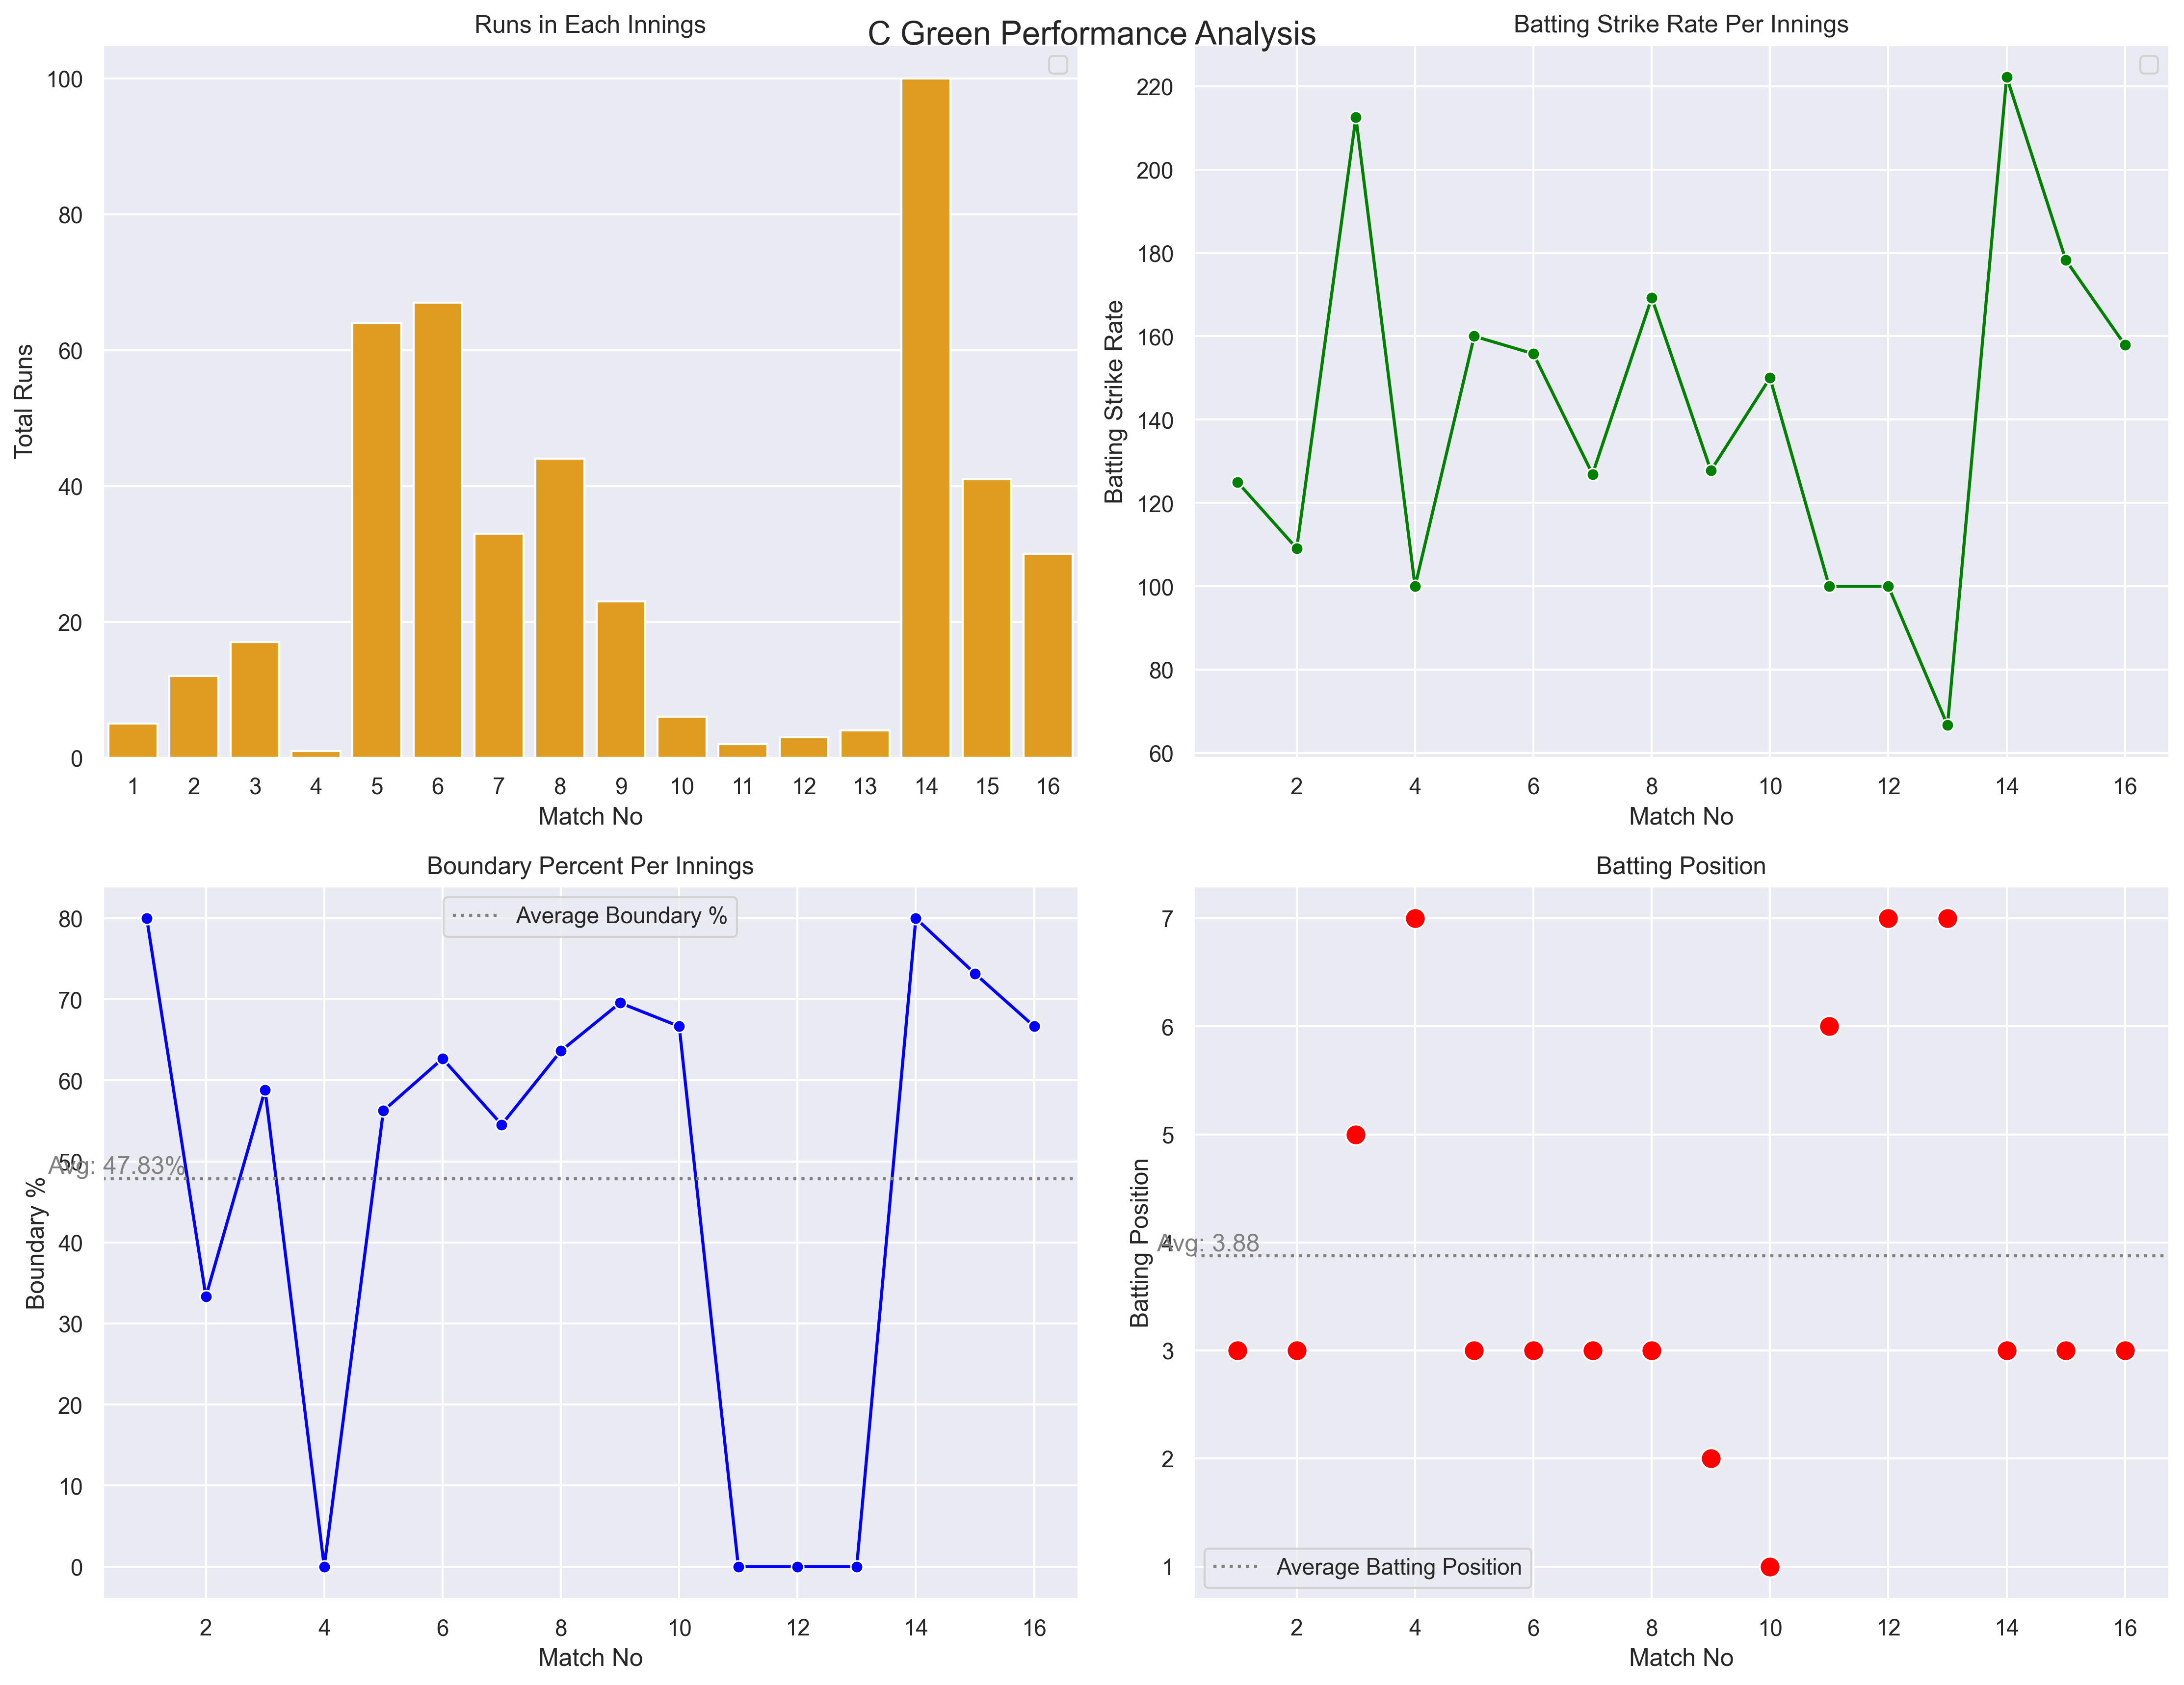 C Green Performance Analysis
Runs in Each Innings
Total Runs
100
80
60
40
20
0
1 2 3 4 5 6 7 8 9 10 11 12 13 14 15 16
Match No
Batting Strike Rate Per Innings
Batting Strike Rate
220
200
180
160
140
120
100
80
60
2 4 6 8 10 12 14 16
Match No
Boundary Percent Per Innings
Average Boundary %
Boundary %
80
70
60
50
Avg: 47.83%
40
30
20
10
0
2 4 6 8 10 12 14 16
Match No
Batting Position
Batting Position
7
6
5
4
Avg: 3.88
3
2
1
Average Batting Position
2 4 6 8 10 12 14 16
Match No